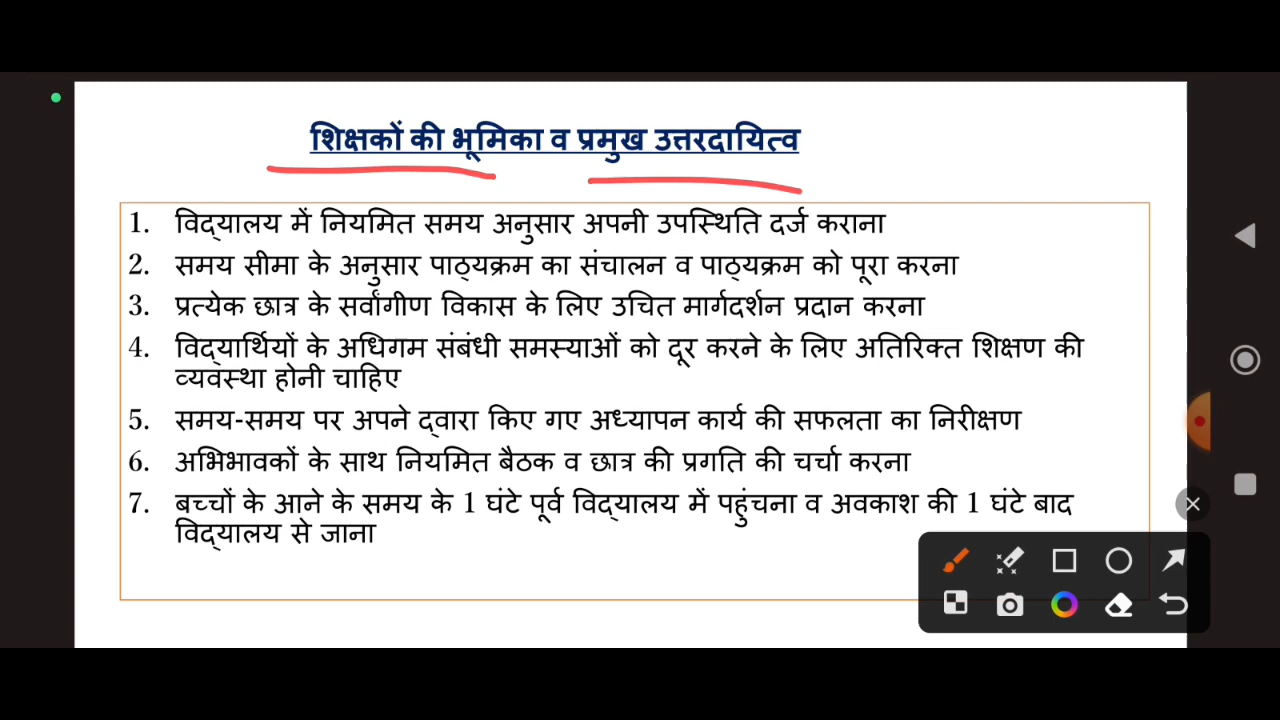 शिक्षकों की भूमिका व प्रमुख उत्तरदायित्व
1. विद्यालय में नियमित समय अनुसार अपनी उपस्थिति दर्ज कराना
2. समय सीमा के अनुसार पाठ्यक्रम का संचालन व पाठ्यक्रम को पूरा करना
3. प्रत्येक छात्र के सर्वांगीण विकास के लिए उचित मार्गदर्शन प्रदान करना
4. विद्यार्थियों के अधिगम संबंधी समस्याओं को दूर करने के लिए अतिरिक्त शिक्षण की
व्यवस्था होनी चाहिए
5. समय-समय पर अपने द्वारा किए गए अध्यापन कार्य की सफलता का निरीक्षण
6. अभिभावकों के साथ नियमित बैठक व छात्र की प्रगति की चर्चा करना
7. बच्चों के आने के समय के 1 घंटे पूर्व विद्यालय में पहुंचना व अवकाश की 1 घंटे बाद
विद्यालय से जाना